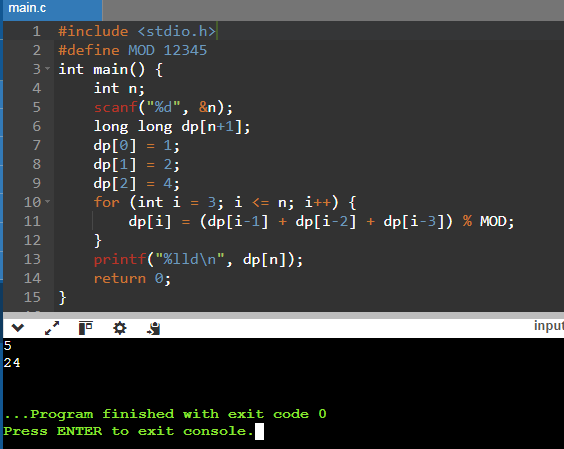 main.c
1 #include <stdio.h>
2 #define MOD 12345
3 int main() {
4 int n;
5 scanf("%d", &n);
6 long long dp[n+1];
7 dp[0] = 1;
8 dp[1] = 2;
9 dp[2] = 4;
10 for (int i = 3; i <= n; i++) {
11 dp[i] = (dp[i-1] + dp[i-2] + dp[i-3]) % MOD;
12 }
13 printf("%lld\n", dp[n]);
14 return 0;
15 }
input
5
24
...Program finished with exit code 0
Press ENTER to exit console.